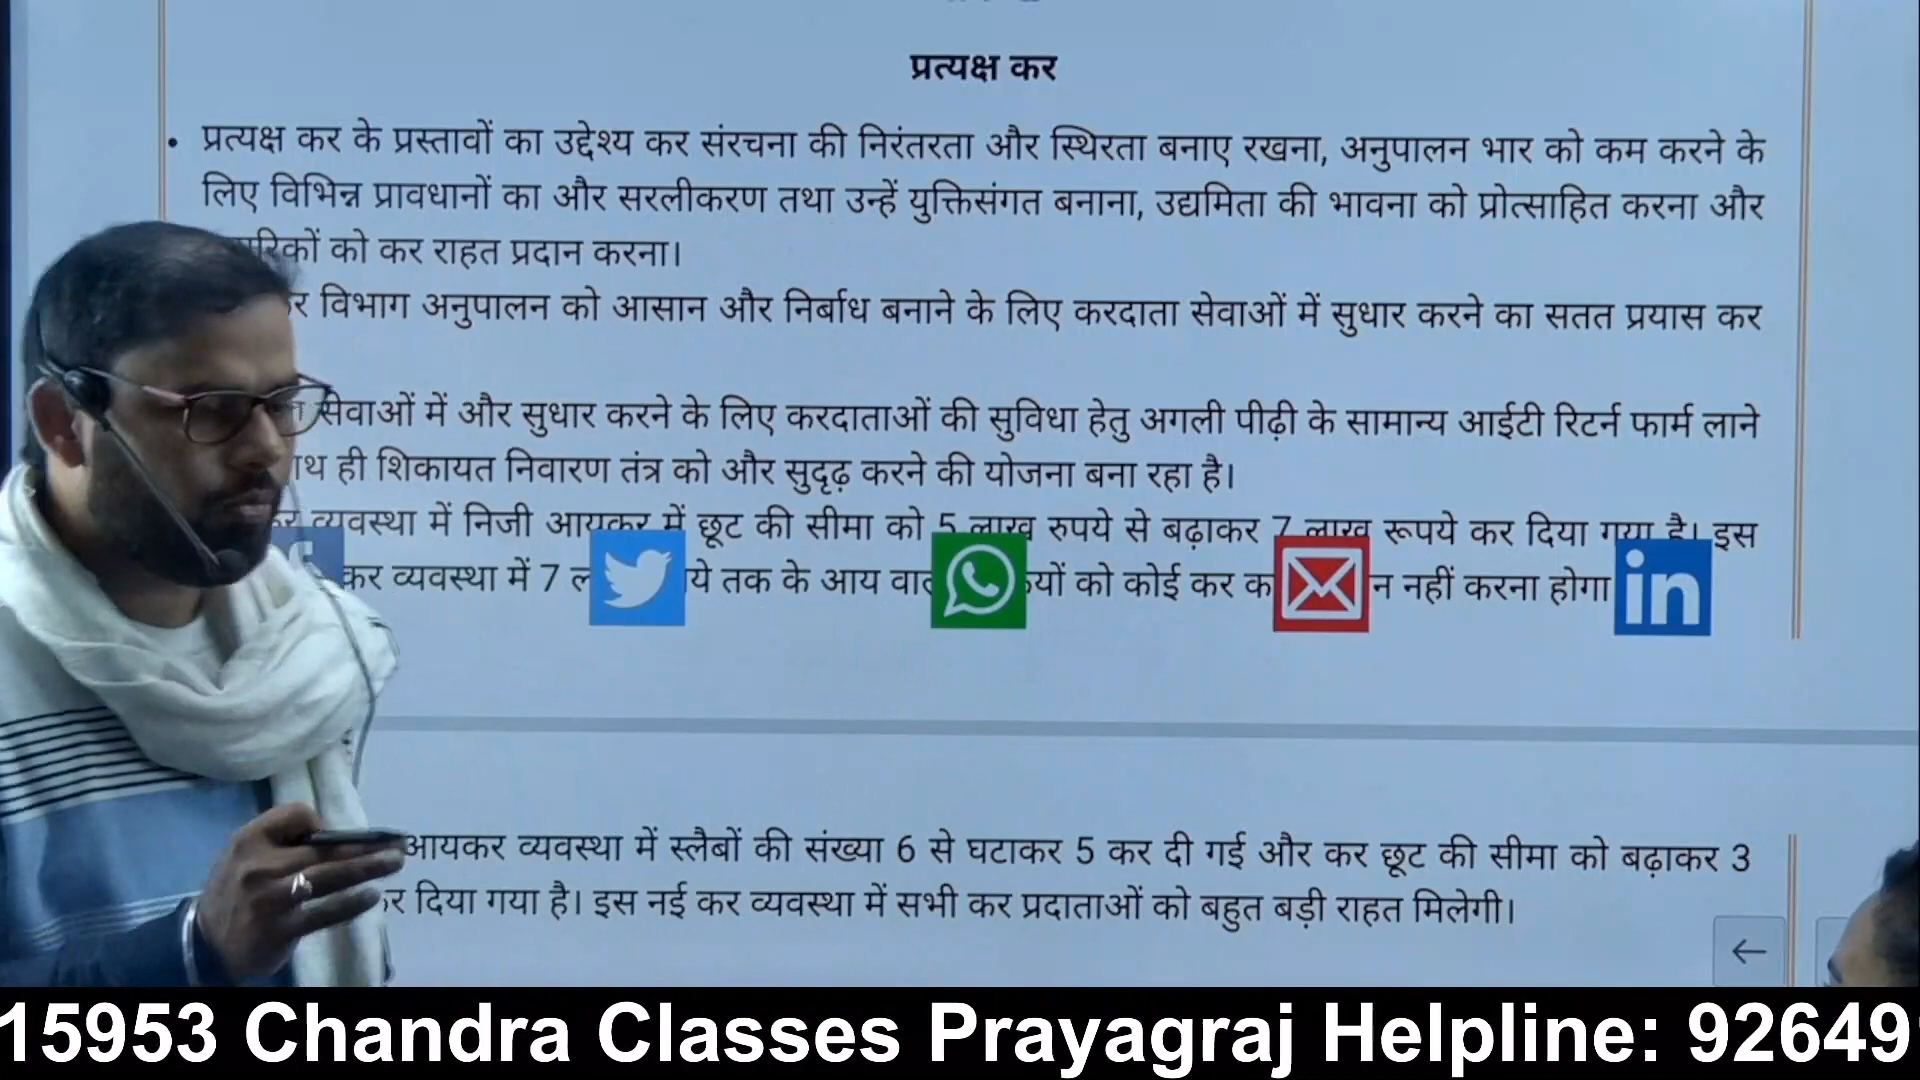 प्रत्यक्ष कर
• प्रत्यक्ष कर के प्रस्तावों का उद्देश्य कर संरचना की निरंतरता और स्थिरता बनाए रखना, अनुपालन भार को कम करने के
लिए विभिन्न प्रावधानों का और सरलीकरण तथा उन्हें युक्तिसंगत बनाना, उद्यमिता की भावना को प्रोत्साहित करना और
को कर राहत प्रदान करना।
विभाग अनुपालन को आसान और निर्बाध बनाने के लिए करदाता सेवाओं में सुधार करने का सतत प्रयास कर
सेवाओं में और सुधार करने के लिए करदाताओं की सुविधा हेतु अगली पीढ़ी के सामान्य आईटी रिटर्न फार्म लाने
ही शिकायत निवारण तंत्र को और सुदृढ़ करने की योजना बना रहा है।
व्यवस्था में निजी आयकर में छूट की सीमा को 5 लाख रुपये से बढ़ाकर 7 लाख रूपये कर दिया गया है। इस
कर व्यवस्था में 7 तक के आय को कोई कर नहीं करना होगा
in
आयकर व्यवस्था में स्लैबों की संख्या 6 से घटाकर 5 कर दी गई और कर छूट की सीमा को बढ़ाकर 3
दिया गया है। इस नई कर व्यवस्था में सभी कर प्रदाताओं को बहुत बड़ी राहत मिलेगी।
←
15953 Chandra Classes Prayagraj Helpline: 92649